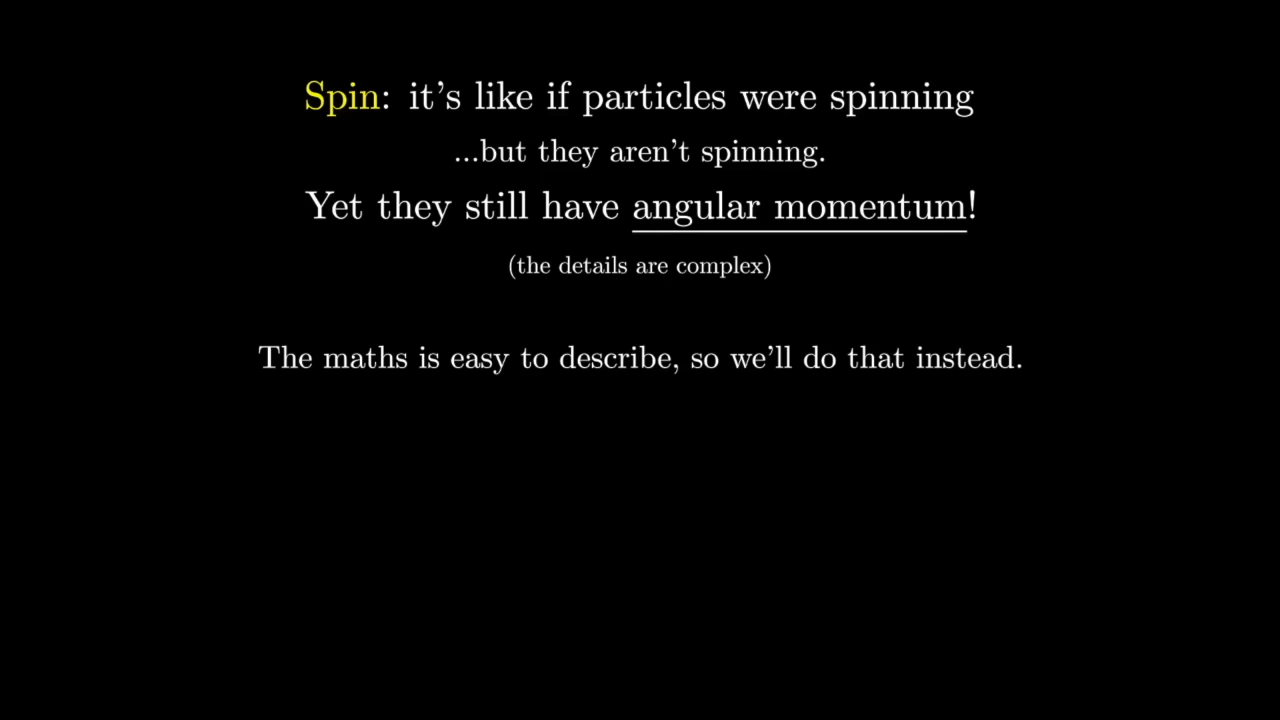 Spin: it's like if particles were spinning
...but they aren't spinning.
Yet they still have angular momentum!
(the details are complex)
The maths is easy to describe, so we'll do that instead.